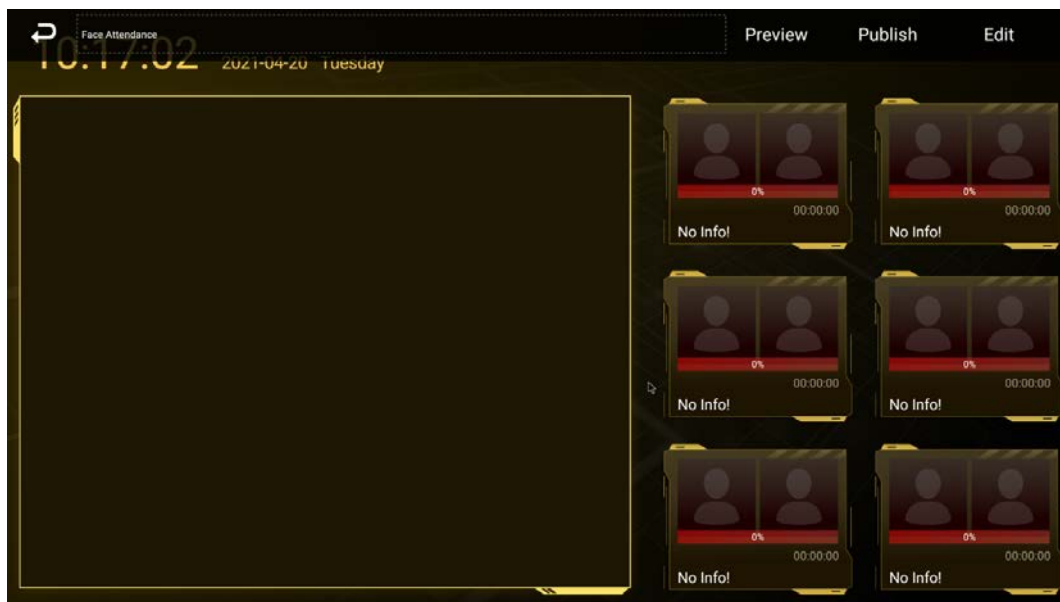 Face Attendance Preview Publish Edit
10:17:02 2021-04-20 Tuesday
0% 0%
00:00:00 00:00:00
No Info! No Info!
0% 0%
00:00:00 00:00:00
No Info! No Info!
0% 0%
00:00:00 00:00:00
No Info! No Info!